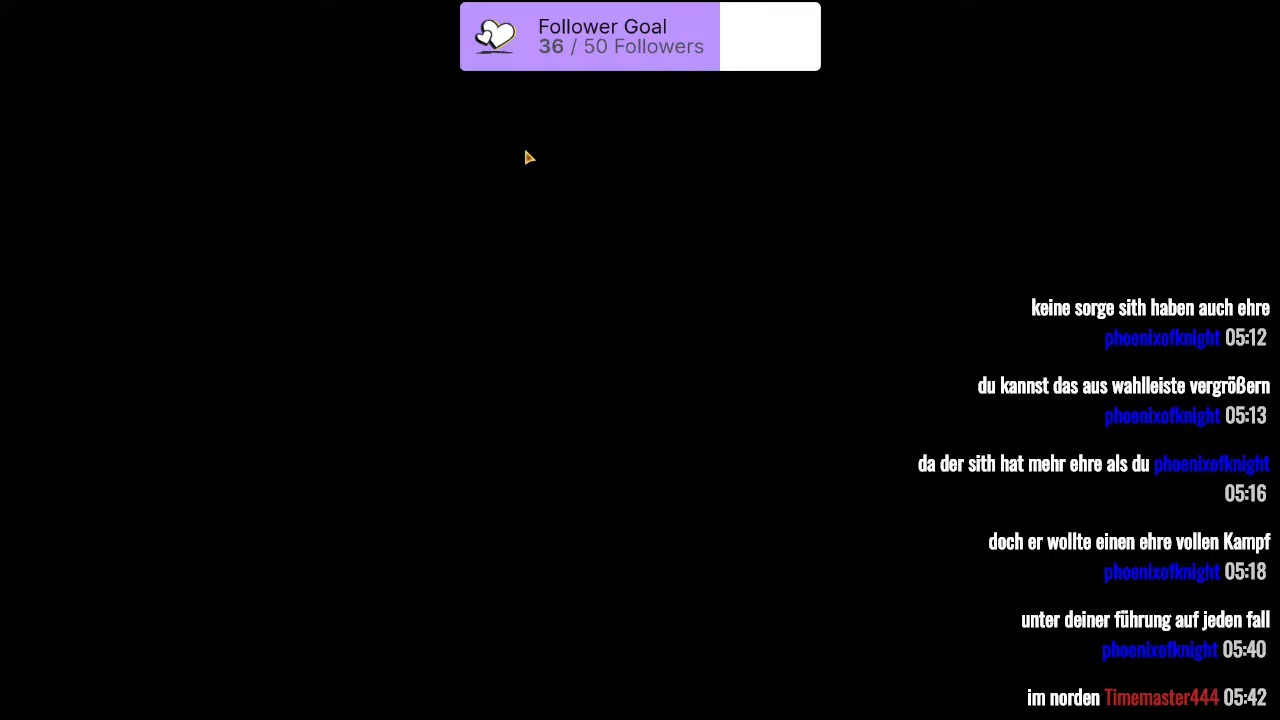 Follower Goal
36 / 50 Followers
keine sorge sith haben auch ehre
phoenixofknight 05:12
du kannst das aus wahlleiste vergrößern
phoenixofknight 05:13
da der sith hat mehr ehre als du phoenixofknight
05:16
doch er wollte einen ehre vollen Kampf
phoenixofknight 05:18
unter deiner führung auf jeden fall
phoenixofknight 05:40
im norden Timemaster444 05:42